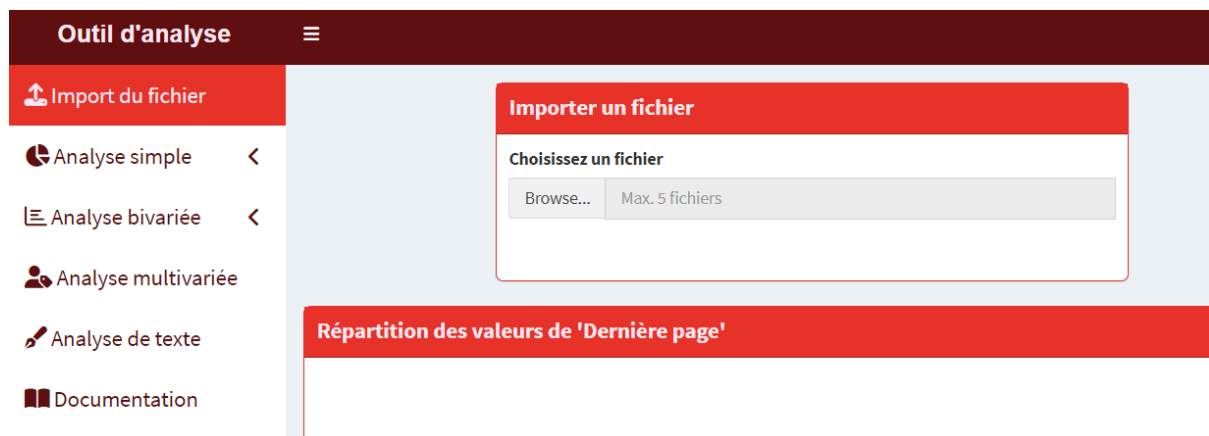 Outil d'analyse
Import du fichier
Analyse simple
Analyse bivariée
Analyse multivariée
Analyse de texte
Documentation
Importer un fichier
Choisissez un fichier
Browse... Max. 5 fichiers
Répartition des valeurs de 'Dernière page'